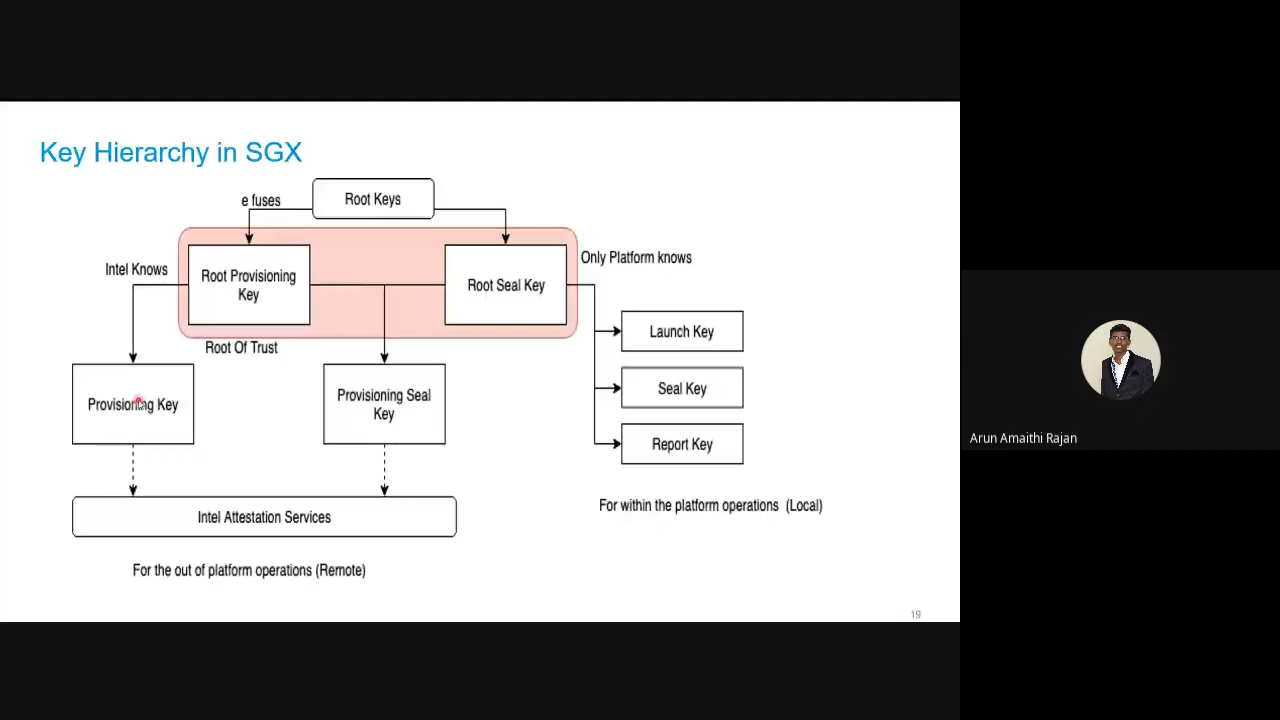 Key Hierarchy in SGX
e fuses
Root Keys
Only Platform knows
Intel Knows
Root Provisioning
Key
Root Seal Key
Launch Key
Root Of Trust
Provisioning Key
Provisioning Seal
Key
Seal Key
Report Key
For within the platform operations (Local)
Intel Attestation Services
For the out of platform operations (Remote)
19
Arun Amaithi Rajan